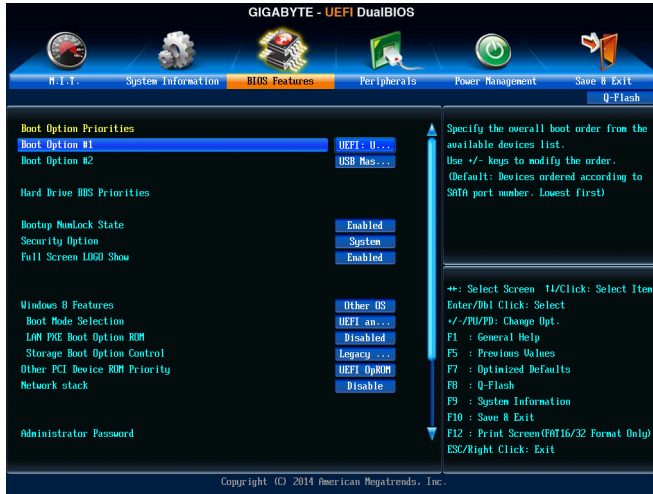 GIGABYTE - UEFI DualBIOS
M.I.T.
System Information
BIOS Features
Peripherals
Power Management
Save & Exit
Q-Flash
Boot Option Priorities
Boot Option #1 UEFI: U...
Boot Option #2 USB Mas...
Hard Drive BBS Priorities
Bootup NumLock State Enabled
Security Option System
Full Screen LOGO Show Enabled
Windows 8 Features Other OS
Boot Mode Selection UEFI an...
LAN PXE Boot Option ROM Disabled
Storage Boot Option Control Legacy ...
Other PCI Device ROM Priority UEFI OpROM
Network stack Disable
Administrator Password
Specify the overall boot order from the
available devices list.
Use +/- keys to modify the order.
(Default: Devices ordered according to
SATA port number. Lowest first)
→←: Select Screen ↑↓/Click: Select Item
Enter/Dbl Click: Select
+/-/PU/PD: Change Opt.
F1 : General Help
F5 : Previous Values
F7 : Optimized Defaults
F8 : Q-Flash
F9 : System Information
F10 : Save & Exit
F12 : Print Screen(FAT16/32 Format Only)
ESC/Right Click: Exit
Copyright (C) 2014 American Megatrends, Inc.